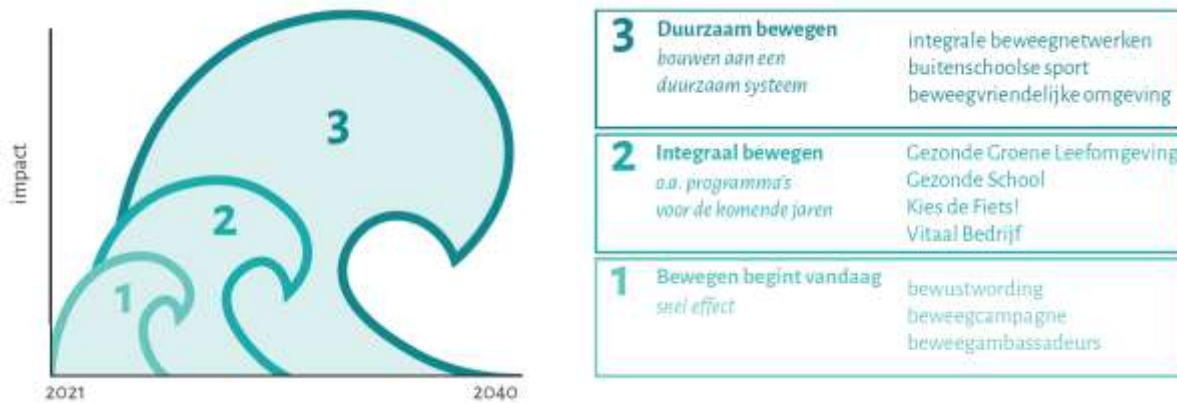 impact
3
2
1
2021
2040
3
Duurzaam bewegen
bouwen aan een
duurzaam systeem
integrale beweegnetwerken
buitenschoolse sport
beweegvriendelijke omgeving
2
Integraal bewegen
o.a. programma's
voor de komende jaren
Gezonde Groene Leefomgeving
Gezonde School
Kies de Fiets!
Vitaal Bedrijf
1
Bewegen begint vandaag
snel effect
bewustwording
beweegcampagne
beweegambassadeurs